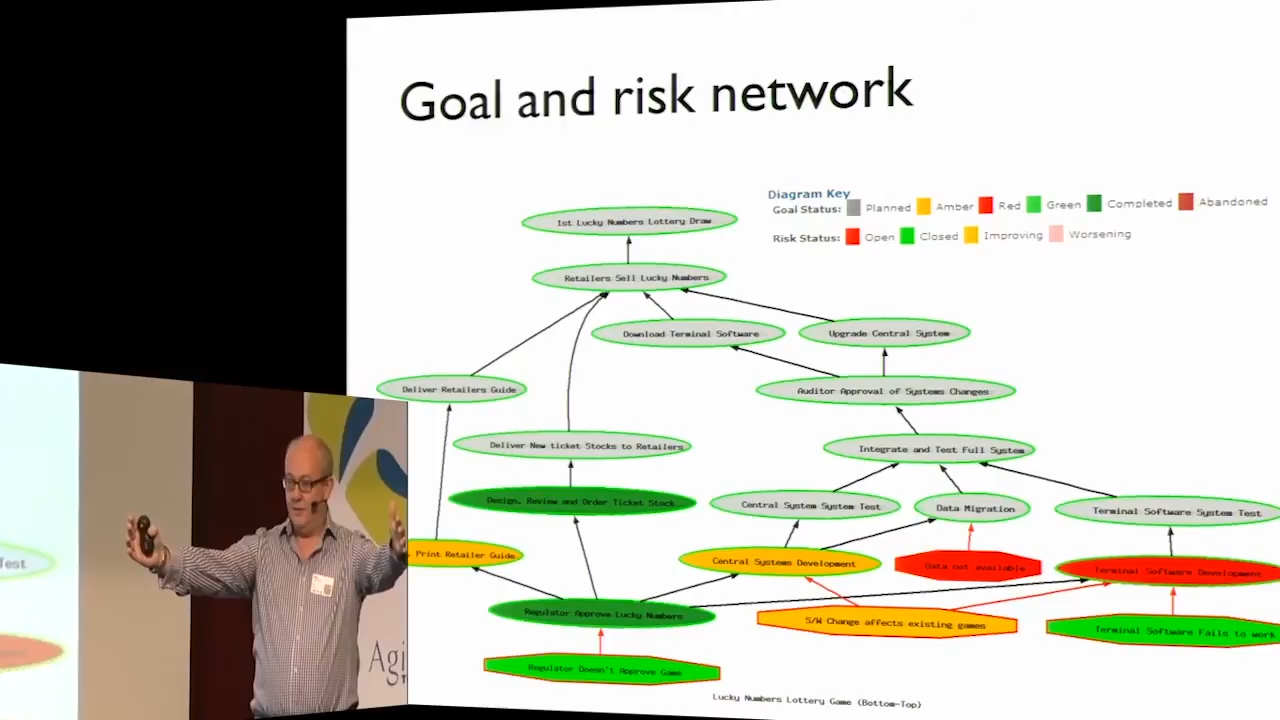 Goal and risk network
Diagram Key
Goal Status: Planned Amber Red Green Completed Abandoned
Risk Status: Open Closed Improving Worsening
1st Lucky Numbers Lottery Draw
Retailers Sell Lucky Numbers
Download Terminal Software
Upgrade Central System
Deliver Retailers Guide
Auditor Approval of Systems Changes
Deliver New ticket Stocks to Retailers
Integrate and Test Full System
Design, Review and Order Ticket Stock
Central System System Test
Data Migration
Terminal Software System Test
Print Retailer Guide
Central Systems Development
Data not available
Terminal Software Development
Regulator Approve Lucky Numbers
S/W Change affects existing games
Terminal Software Fails to work
Regulator Doesn't Approve Game
Lucky Numbers Lottery Game (Bottom-Top)
Test
Agi